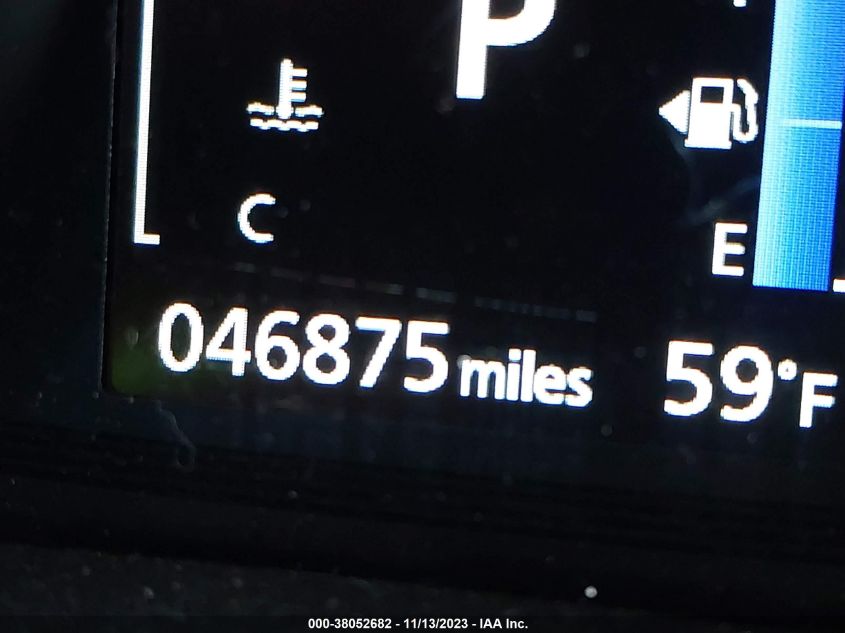 P
C
E
046875 miles
59°F
000-38052682 - 11/13/2023 - IAA Inc.